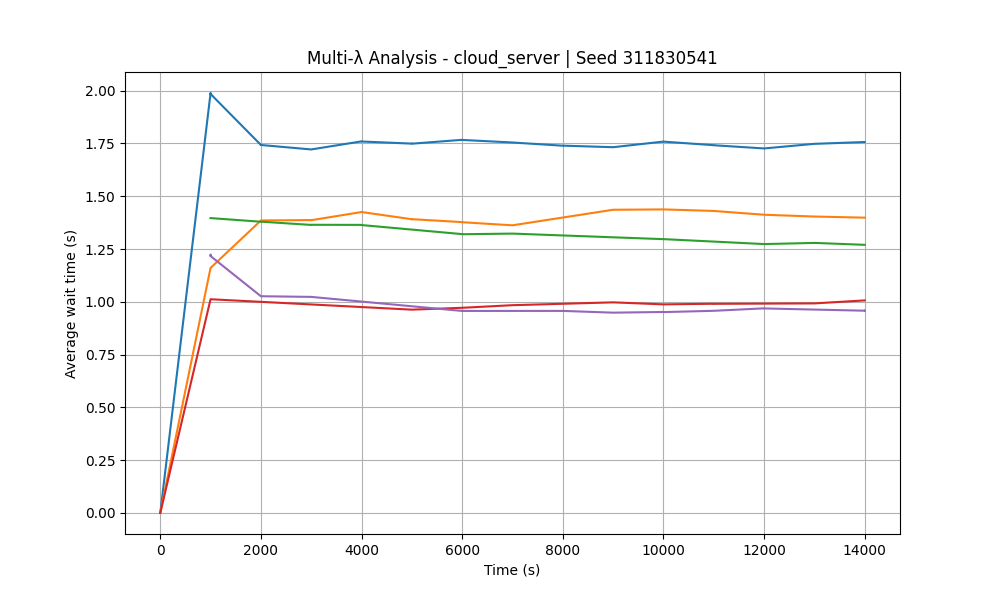 Multi-λ Analysis - cloud_server | Seed 311830541
Average wait time (s)
2.00
1.75
1.50
1.25
1.00
0.75
0.50
0.25
0.00
0 2000 4000 6000 8000 10000 12000 14000
Time (s)